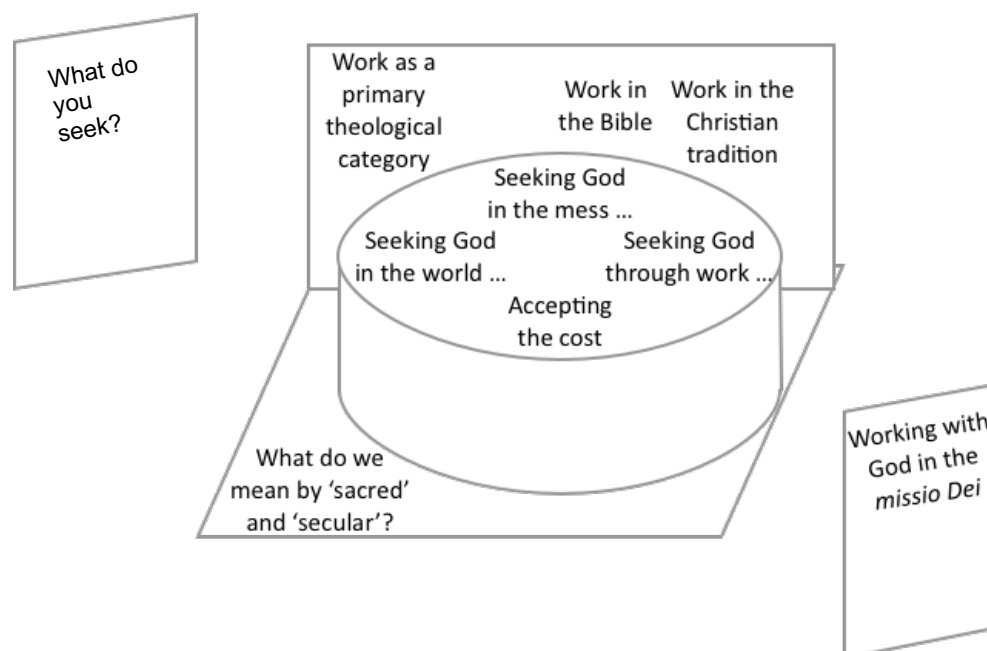 What do
you
seek?
Work as a
primary
theological
category
Work in
the Bible
Work in the
Christian
tradition
Seeking God
in the mess ...
Seeking God
in the world ...
Seeking God
through work ...
Accepting
the cost
What do we
mean by ‘sacred’
and ‘secular’?
Working with
God in the
missio Dei